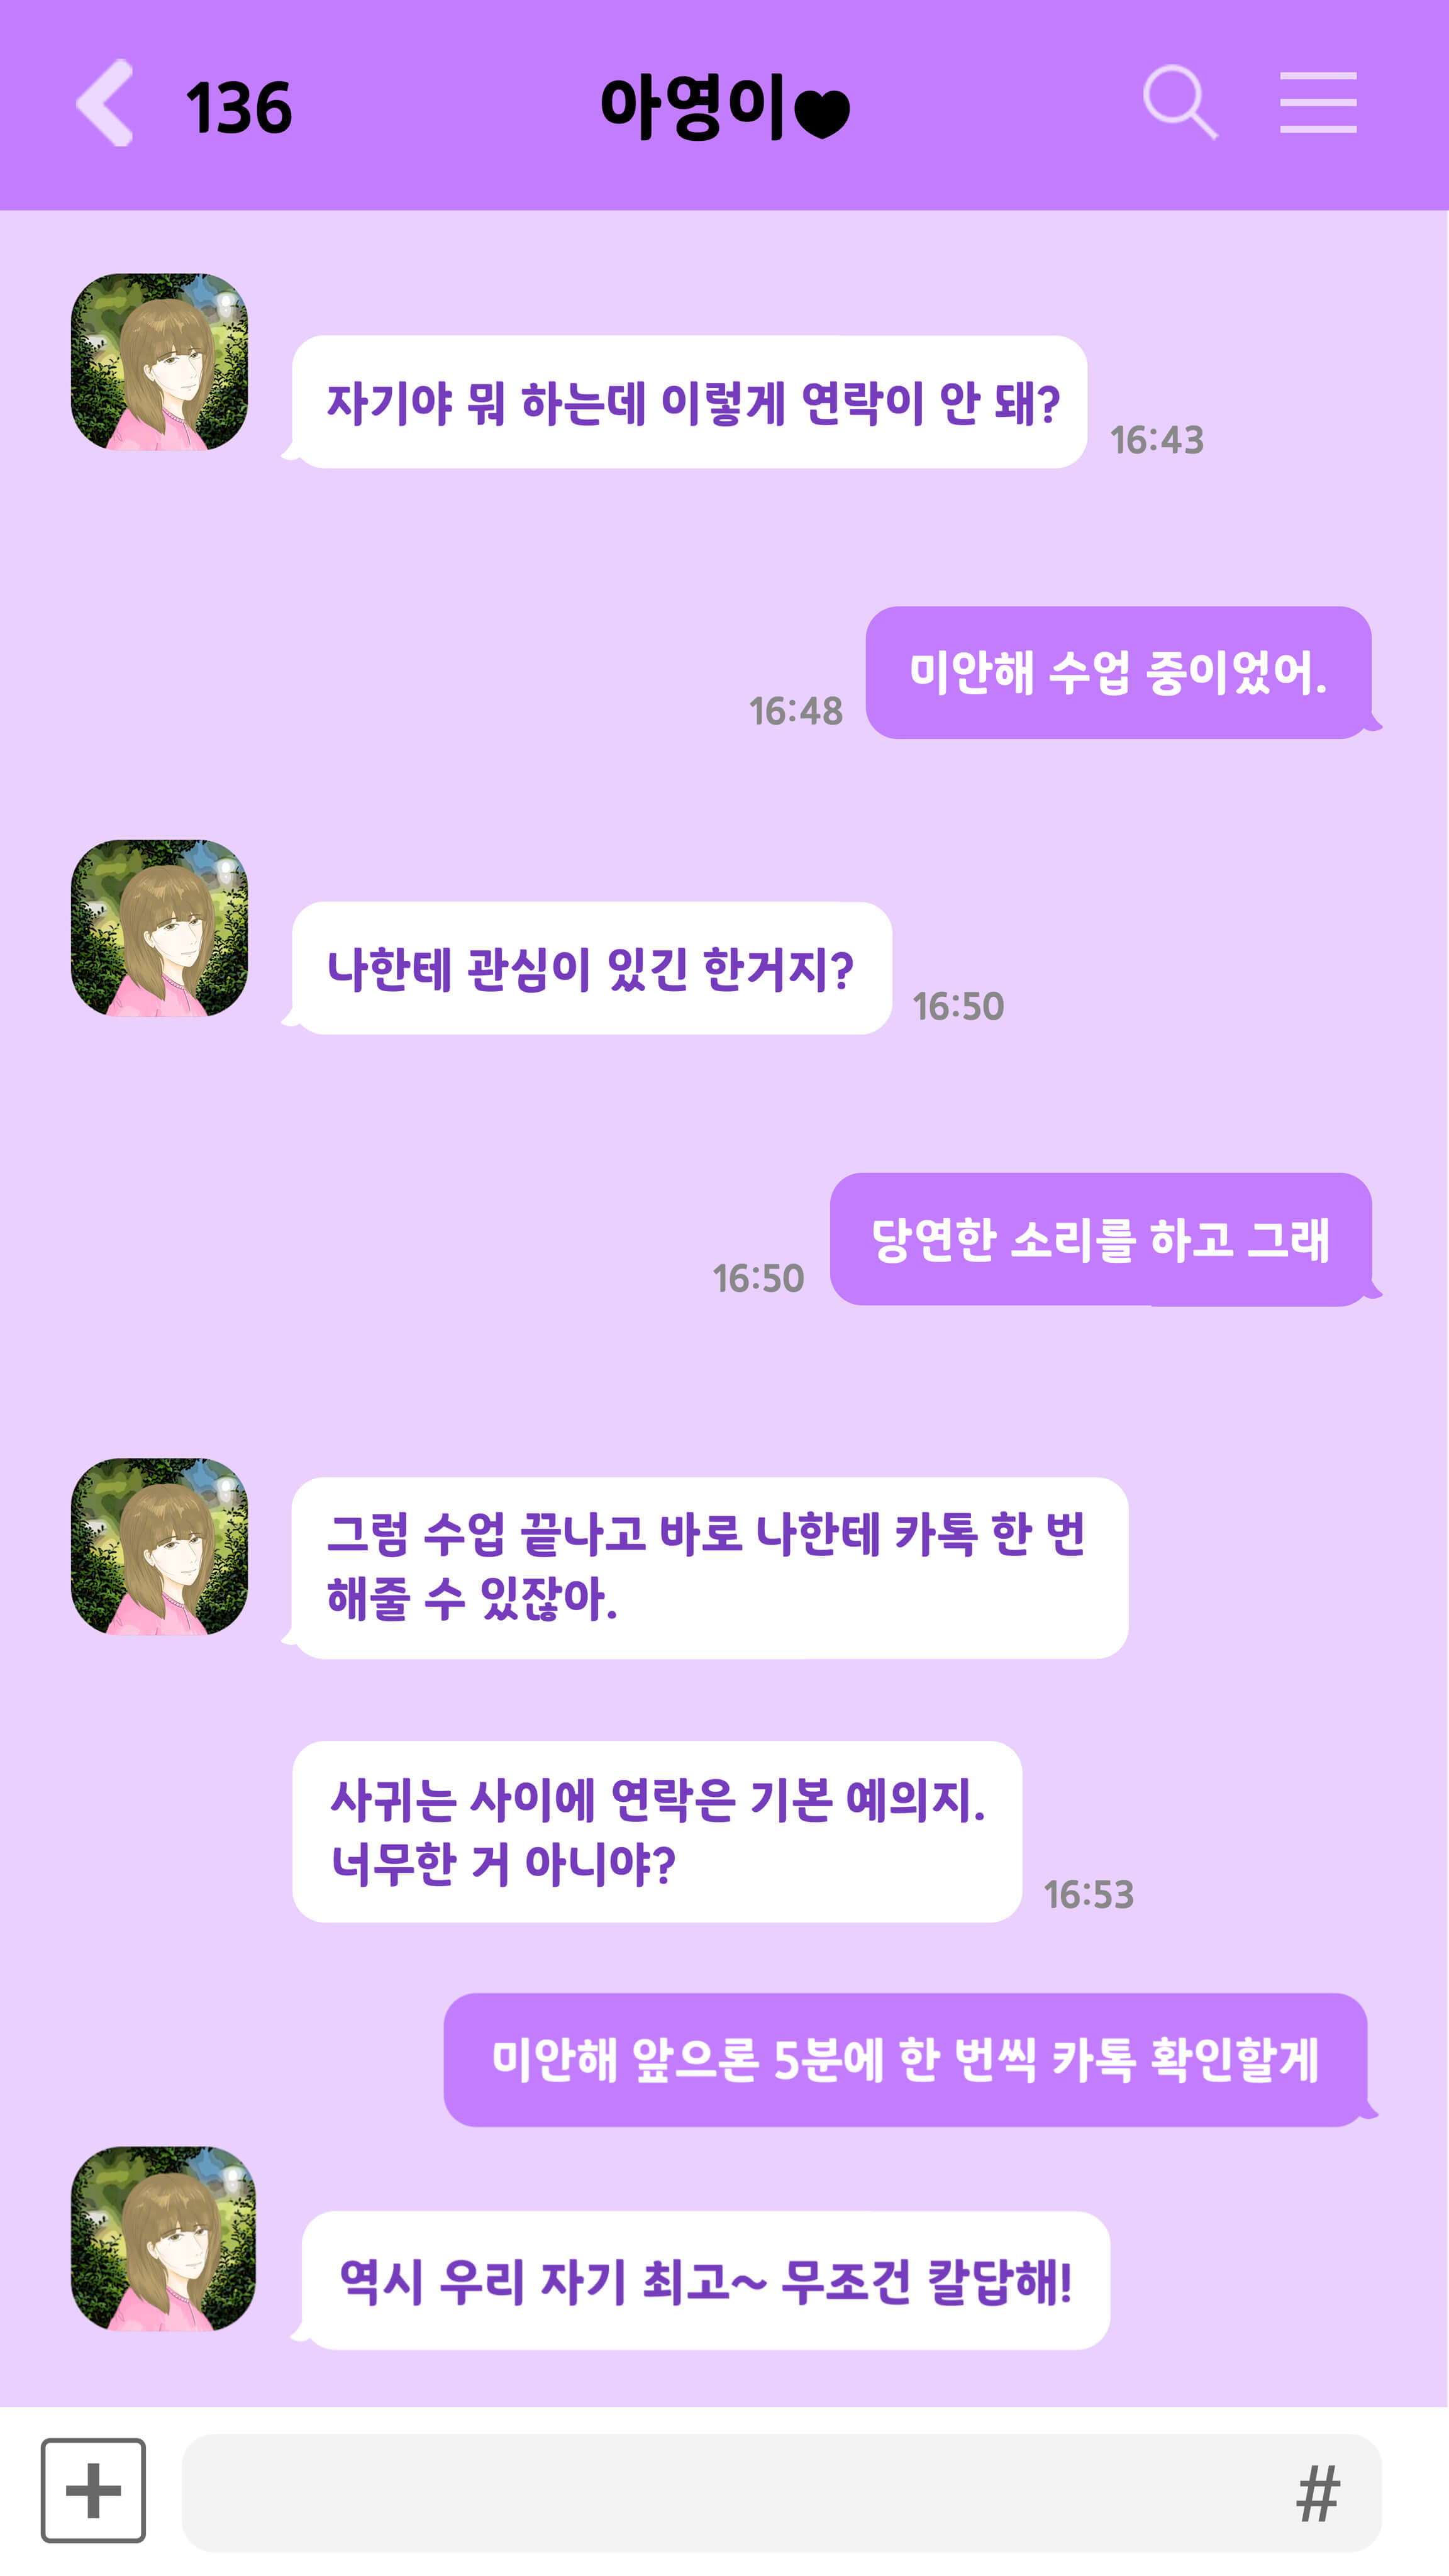 136
아영이♥
자기야 뭐 하는데 이렇게 연락이 안 돼?
16:43
미안해 수업 중이었어.
16:48
나한테 관심이 있긴 한거지?
16:50
당연한 소리를 하고 그래
16:50
그럼 수업 끝나고 바로 나한테 카톡 한 번
해줄 수 있잖아.
사귀는 사이에 연락은 기본 예의지.
너무한 거 아니야?
16:53
미안해 앞으론 5분에 한 번씩 카톡 확인할게
역시 우리 자기 최고~ 무조건 칼답해!
#